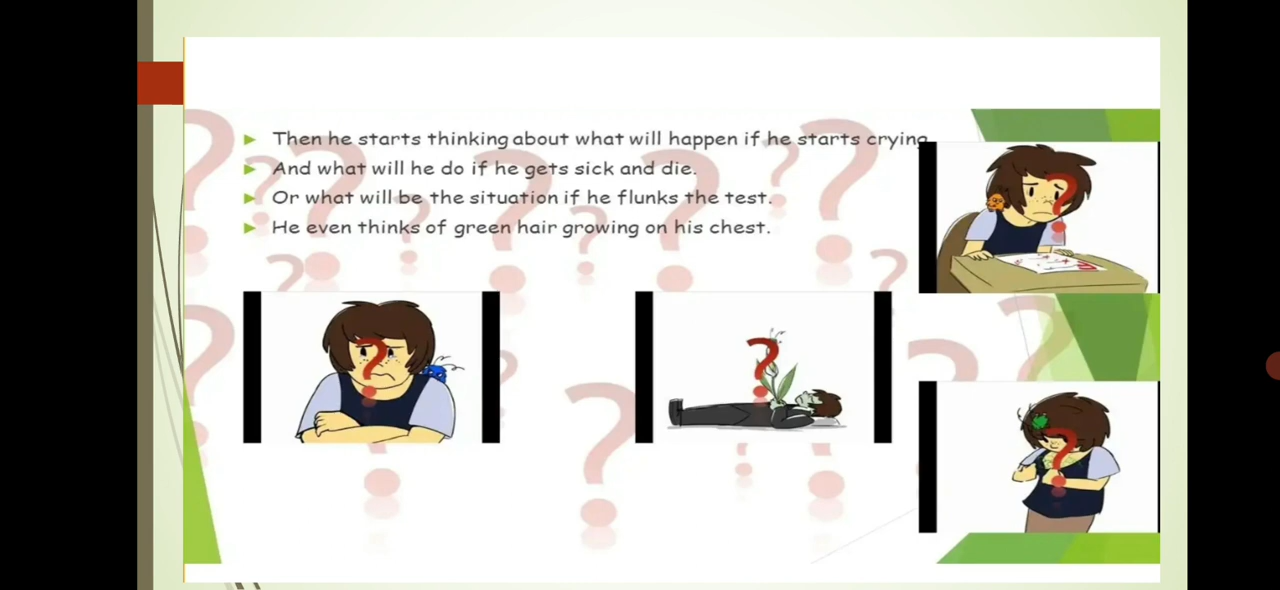 Then he starts thinking about what will happen if he starts crying.
And what will he do if he gets sick and die.
Or what will be the situation if he flunks the test.
He even thinks of green hair growing on his chest.